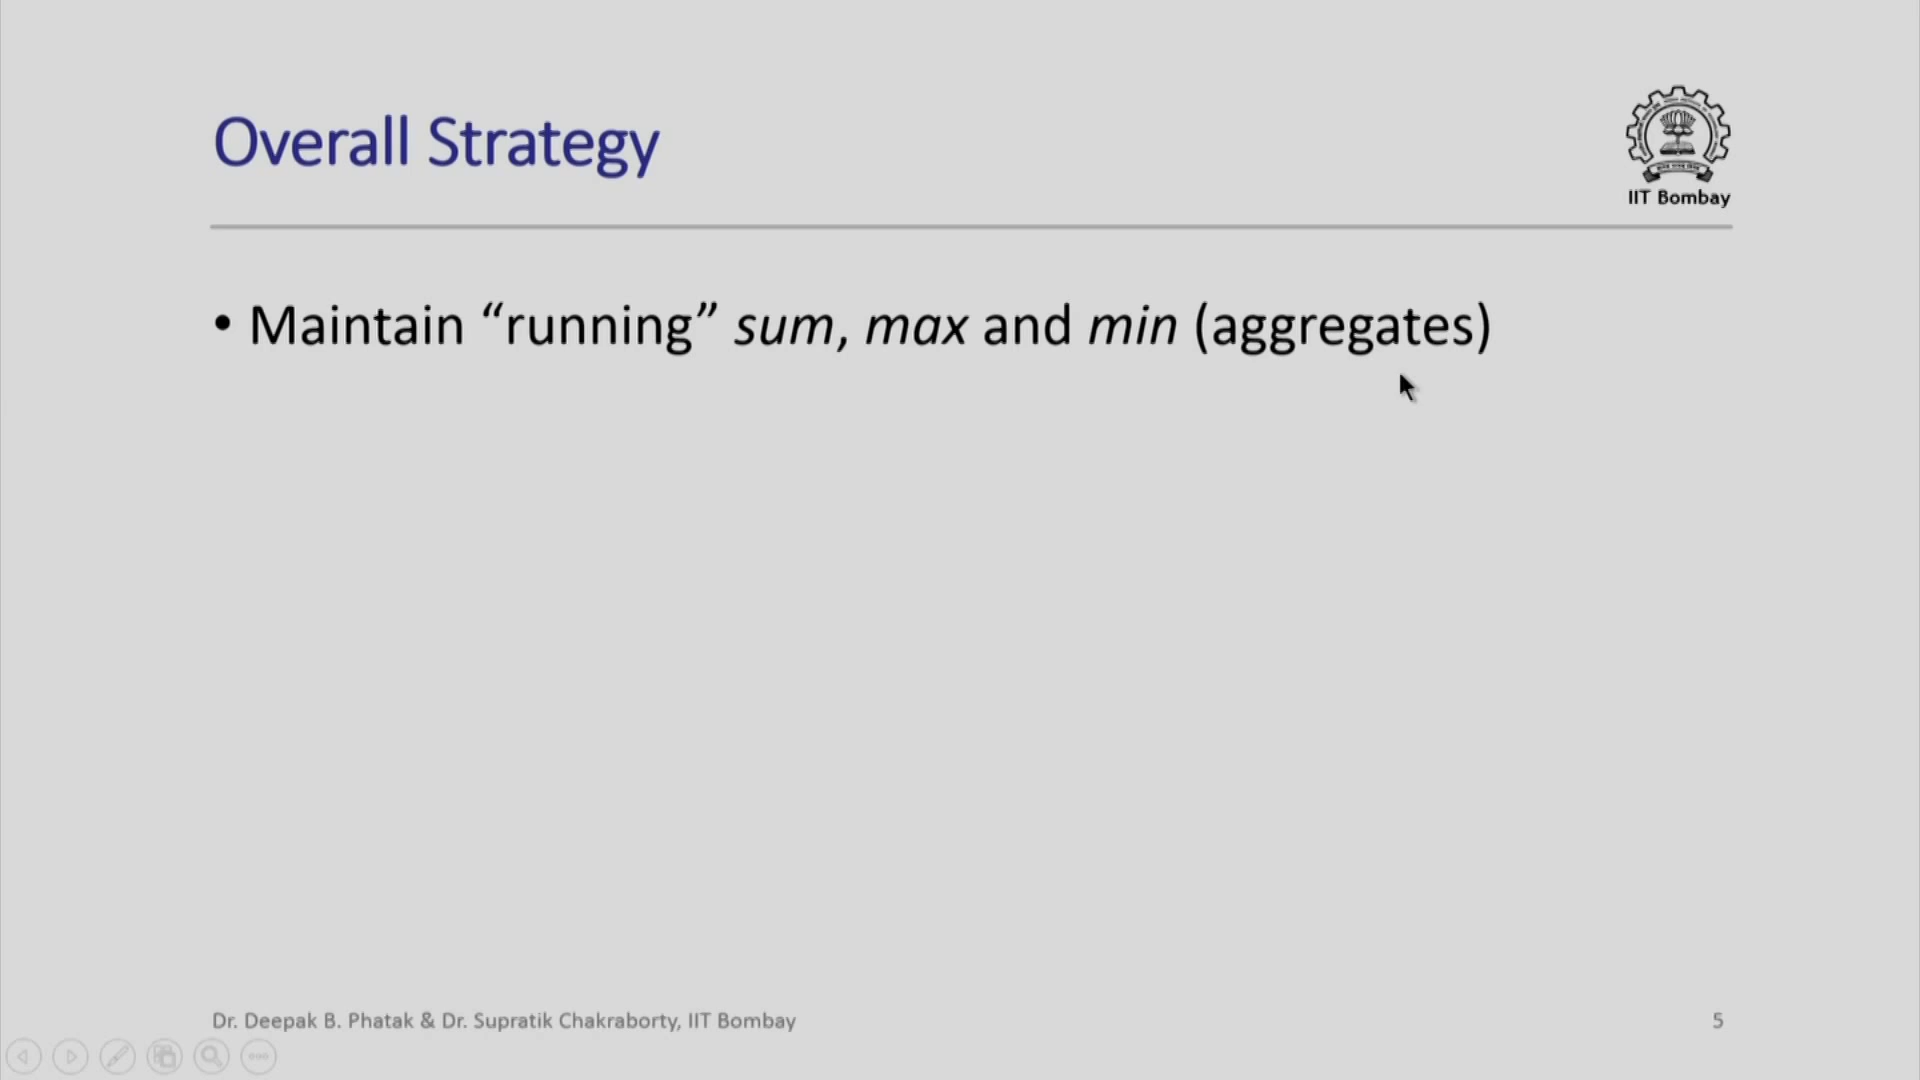 Overall Strategy
IIT Bombay
• Maintain “running” sum, max and min (aggregates)
Dr. Deepak B. Phatak & Dr. Supratik Chakraborty, IIT Bombay
5